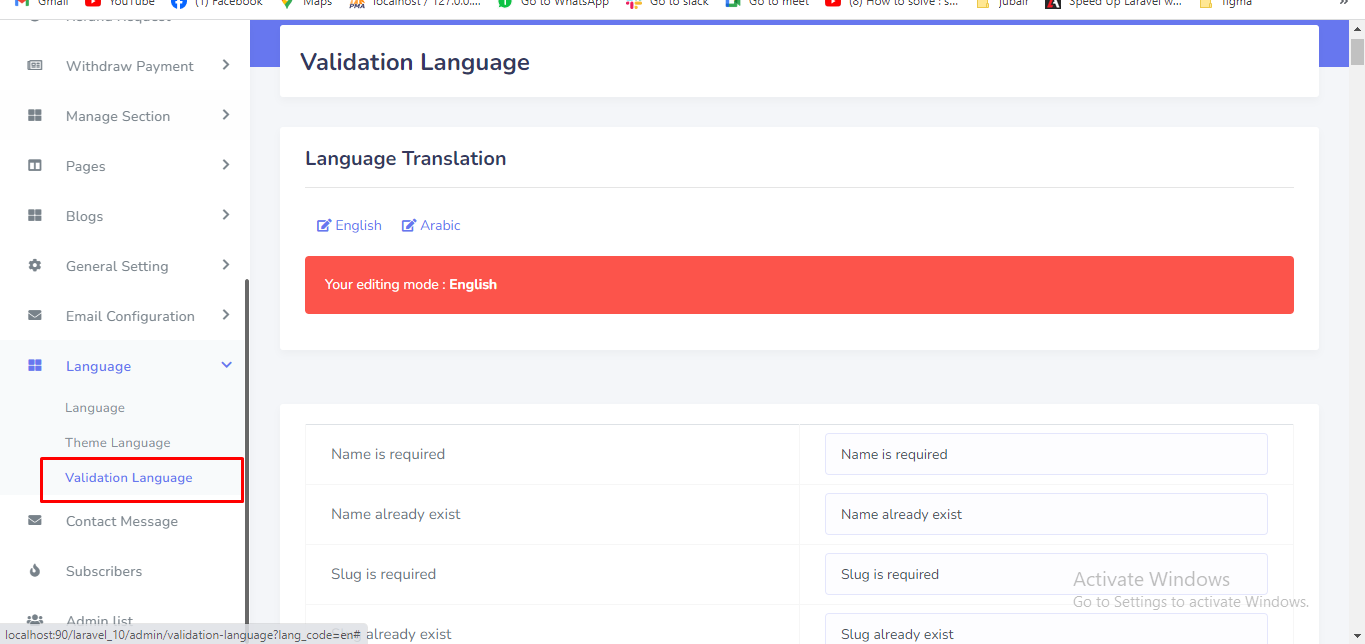 Gmail YouTube (1) Facebook Maps localhost / 127.0.0.... Go to WhatsApp Go to slack Go to meet (8) How to solve : s... jubair Speed Up Laravel w... figma »
Refund Request
Withdraw Payment
Manage Section
Pages
Blogs
General Setting
Email Configuration
Language
Language
Theme Language
Validation Language
Contact Message
Subscribers
Admin list
localhost:90/laravel_10/admin/validation-language?lang_code=en#
Validation Language
Language Translation
English Arabic
Your editing mode : English
Name is required Name is required
Name already exist Name already exist
Slug is required Slug is required
already exist Slug already exist
Activate Windows
Go to Settings to activate Windows.